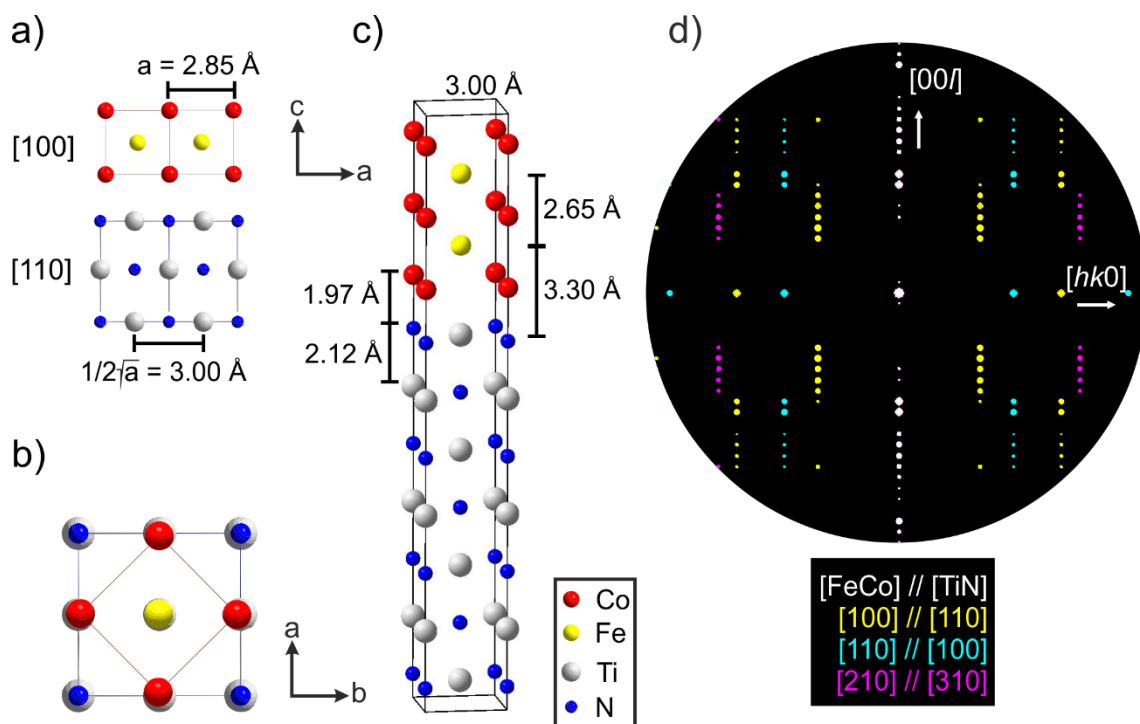 a)
a = 2.85 Å
[100]
[110]
1/2√a = 3.00 Å
c
a
b)
a
b
c)
3.00 Å
2.65 Å
3.30 Å
1.97 Å
2.12 Å
Co
Fe
Ti
N
d)
[00l]
[hk0]
[FeCo] // [TiN]
[100] // [110]
[110] // [100]
[210] // [310]